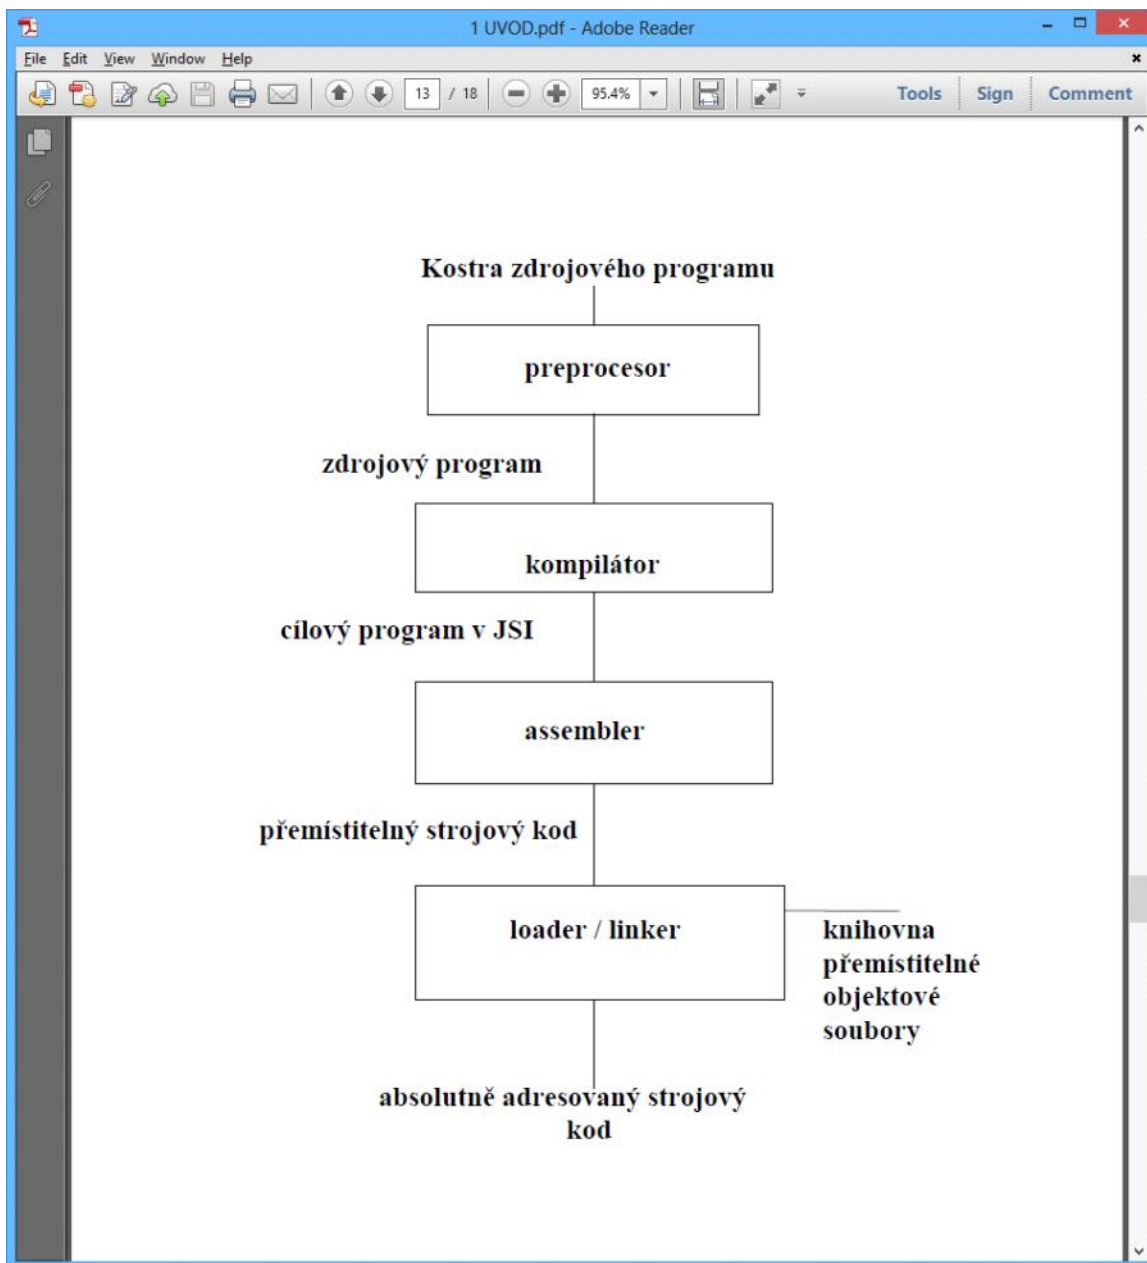 1 UVOD.pdf - Adobe Reader
File Edit View Window Help
13 / 18 95.4% Tools Sign Comment
Kostra zdrojového programu
preprocesor
zdrojový program
kompilátor
cílový program v JSI
assembler
přemístitelný strojový kod
loader / linker
knihovna
přemístitelné
objektové
soubory
absolutně adresovaný strojový
kod